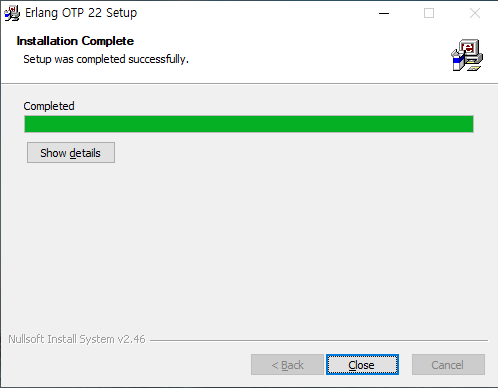 Erlang OTP 22 Setup
Installation Complete
Setup was completed successfully.
Completed
Show details
Nullsoft Install System v2.46
< Back
Close
Cancel